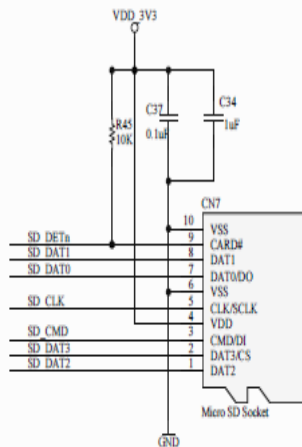 VDD_3V3
C37
C34
R45
10K
0.1uF
1uF
CN7
10 VSS
SD_DETn 9 CARD#
SD_DAT1 8 DAT1
SD_DAT0 7 DAT0/DO
6 VSS
SD_CLK 5 CLK/SCLK
4 VDD
SD_CMD 3 CMD/DI
SD_DAT3 2 DAT3/CS
SD_DAT2 1 DAT2
Micro SD Socket
GND